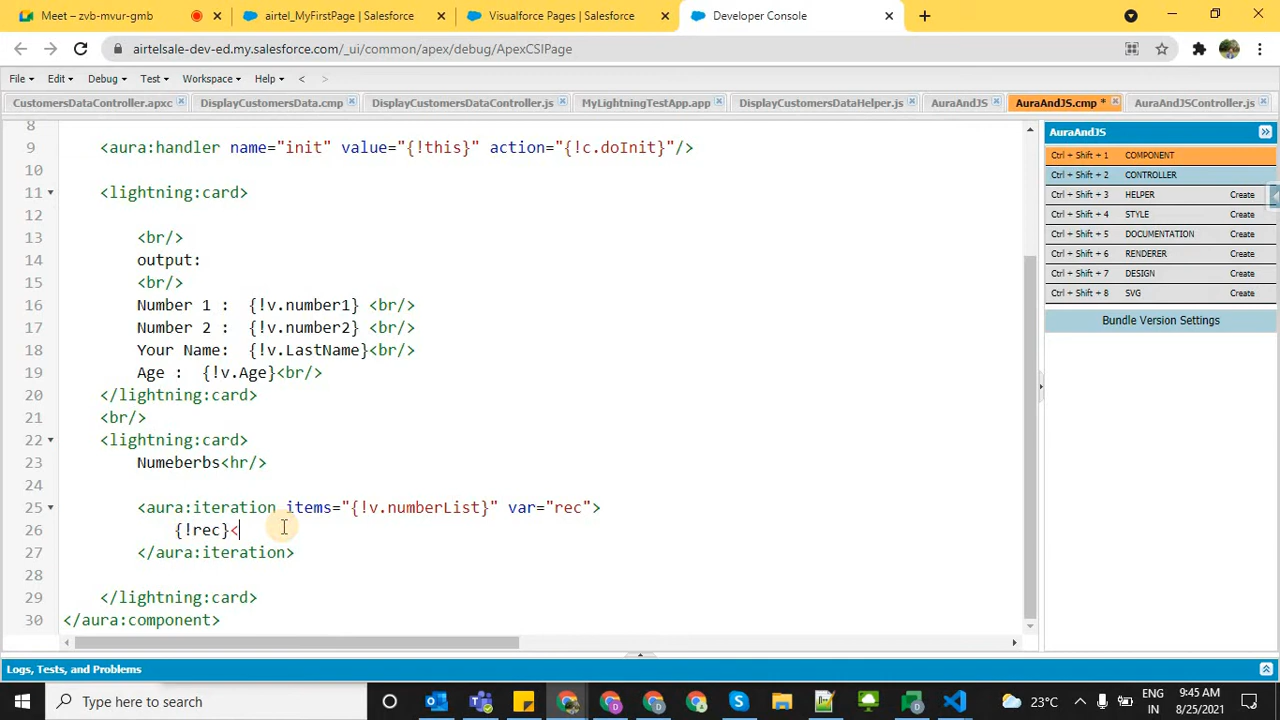 Meet – zvb-mvur-gmb
airtel_MyFirstPage | Salesforce
Visualforce Pages | Salesforce
Developer Console
airtelsale-dev-ed.my.salesforce.com/_ui/common/apex/debug/ApexCSIPage
File Edit Debug Test Workspace Help < >
CustomersDataController.apxc DisplayCustomersData.cmp DisplayCustomersDataController.js MyLightningTestApp.app DisplayCustomersDataHelper.js AuraAndJS AuraAndJS.cmp * AuraAndJSController.js
8
9 <aura:handler name="init" value="{!this}" action="{!c.doInit}"/>
10
11 <lightning:card>
12
13 <br/>
14 output:
15 <br/>
16 Number 1 : {!v.number1} <br/>
17 Number 2 : {!v.number2} <br/>
18 Your Name: {!v.LastName}<br/>
19 Age : {!v.Age}<br/>
20 </lightning:card>
21 <br/>
22 <lightning:card>
23 Numeberbs<hr/>
24
25 <aura:iteration items="{!v.numberList}" var="rec">
26 {!rec}<
27 </aura:iteration>
28
29 </lightning:card>
30 </aura:component>
AuraAndJS
Ctrl + Shift + 1 COMPONENT
Ctrl + Shift + 2 CONTROLLER
Ctrl + Shift + 3 HELPER Create
Ctrl + Shift + 4 STYLE Create
Ctrl + Shift + 5 DOCUMENTATION Create
Ctrl + Shift + 6 RENDERER Create
Ctrl + Shift + 7 DESIGN Create
Ctrl + Shift + 8 SVG Create
Bundle Version Settings
Logs, Tests, and Problems
Type here to search
23°C
ENG
IN
9:45 AM
8/25/2021